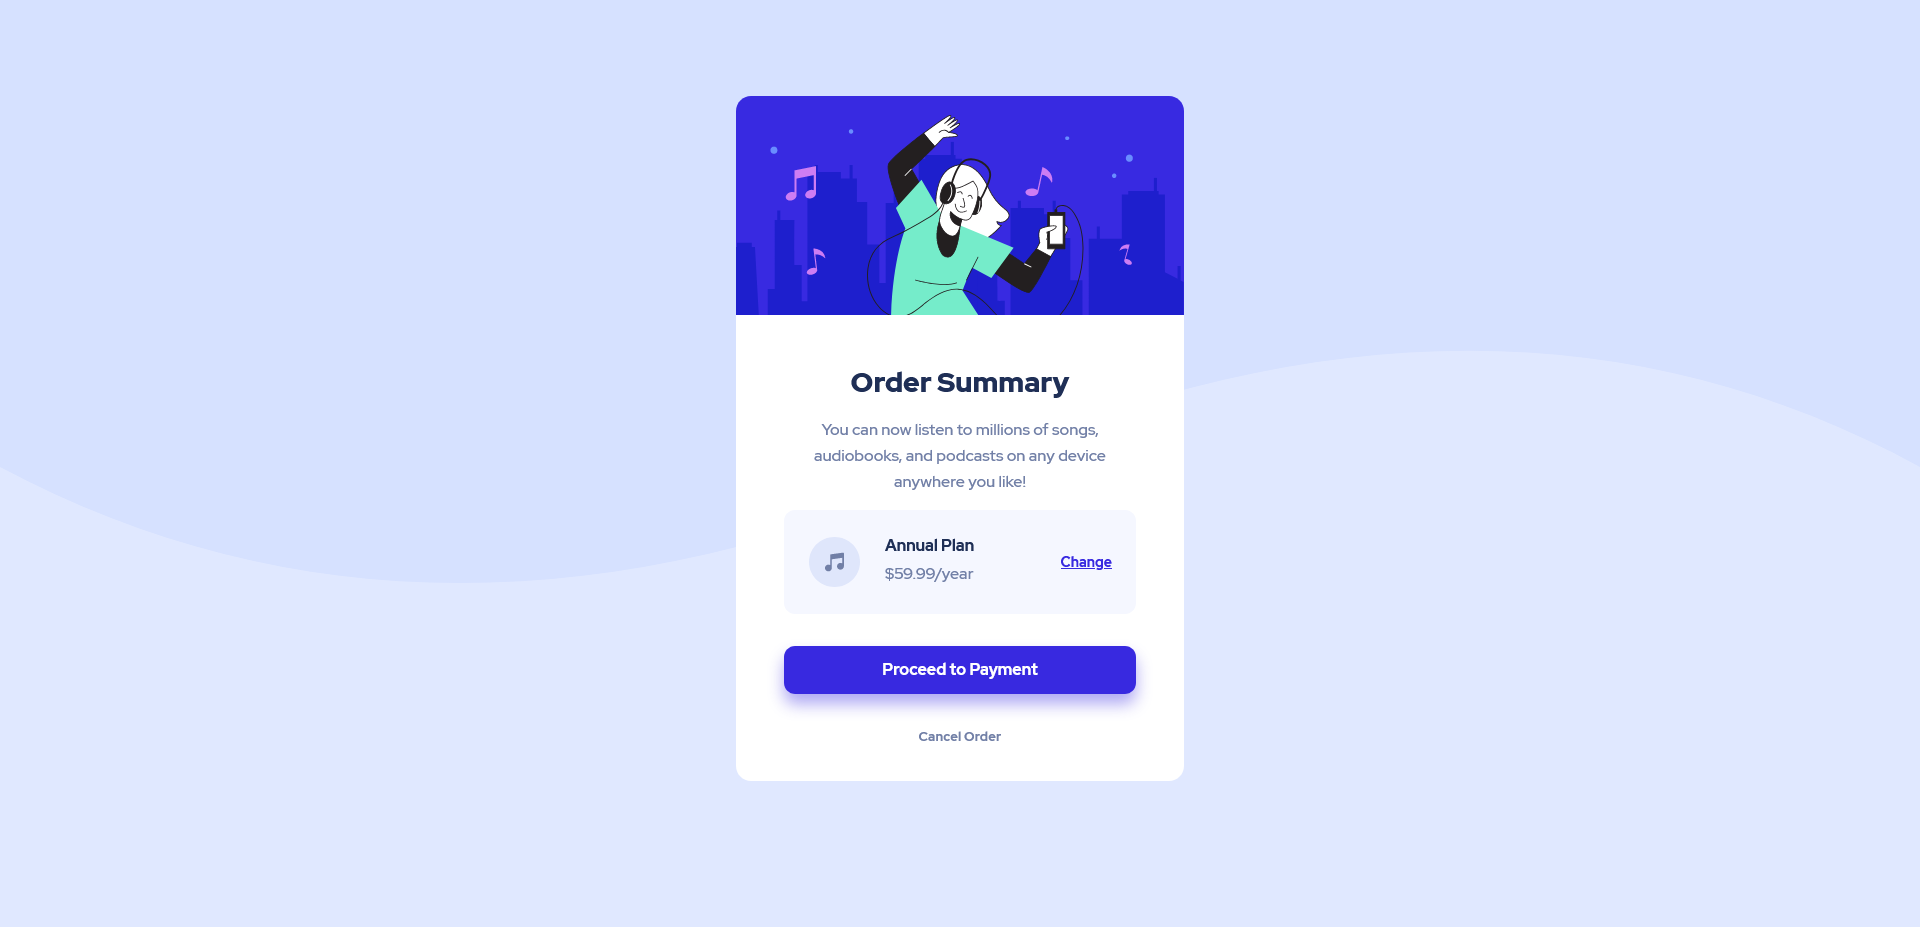 Order Summary
You can now listen to millions of songs,
audiobooks, and podcasts on any device
anywhere you like!
Annual Plan
$59.99/year
Change
Proceed to Payment
Cancel Order